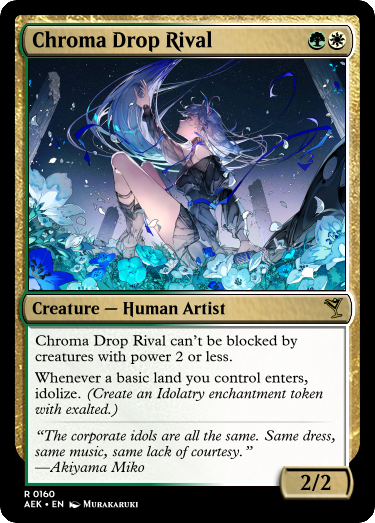 Chroma Drop Rival
Creature — Human Artist
Chroma Drop Rival can't be blocked by
creatures with power 2 or less.
Whenever a basic land you control enters,
idolize. (Create an Idolatry enchantment token
with exalted.)
“The corporate idols are all the same. Same dress,
same music, same lack of courtesy.”
—Akiyama Miko
2/2
R 0160
AEK • EN Murakaruki